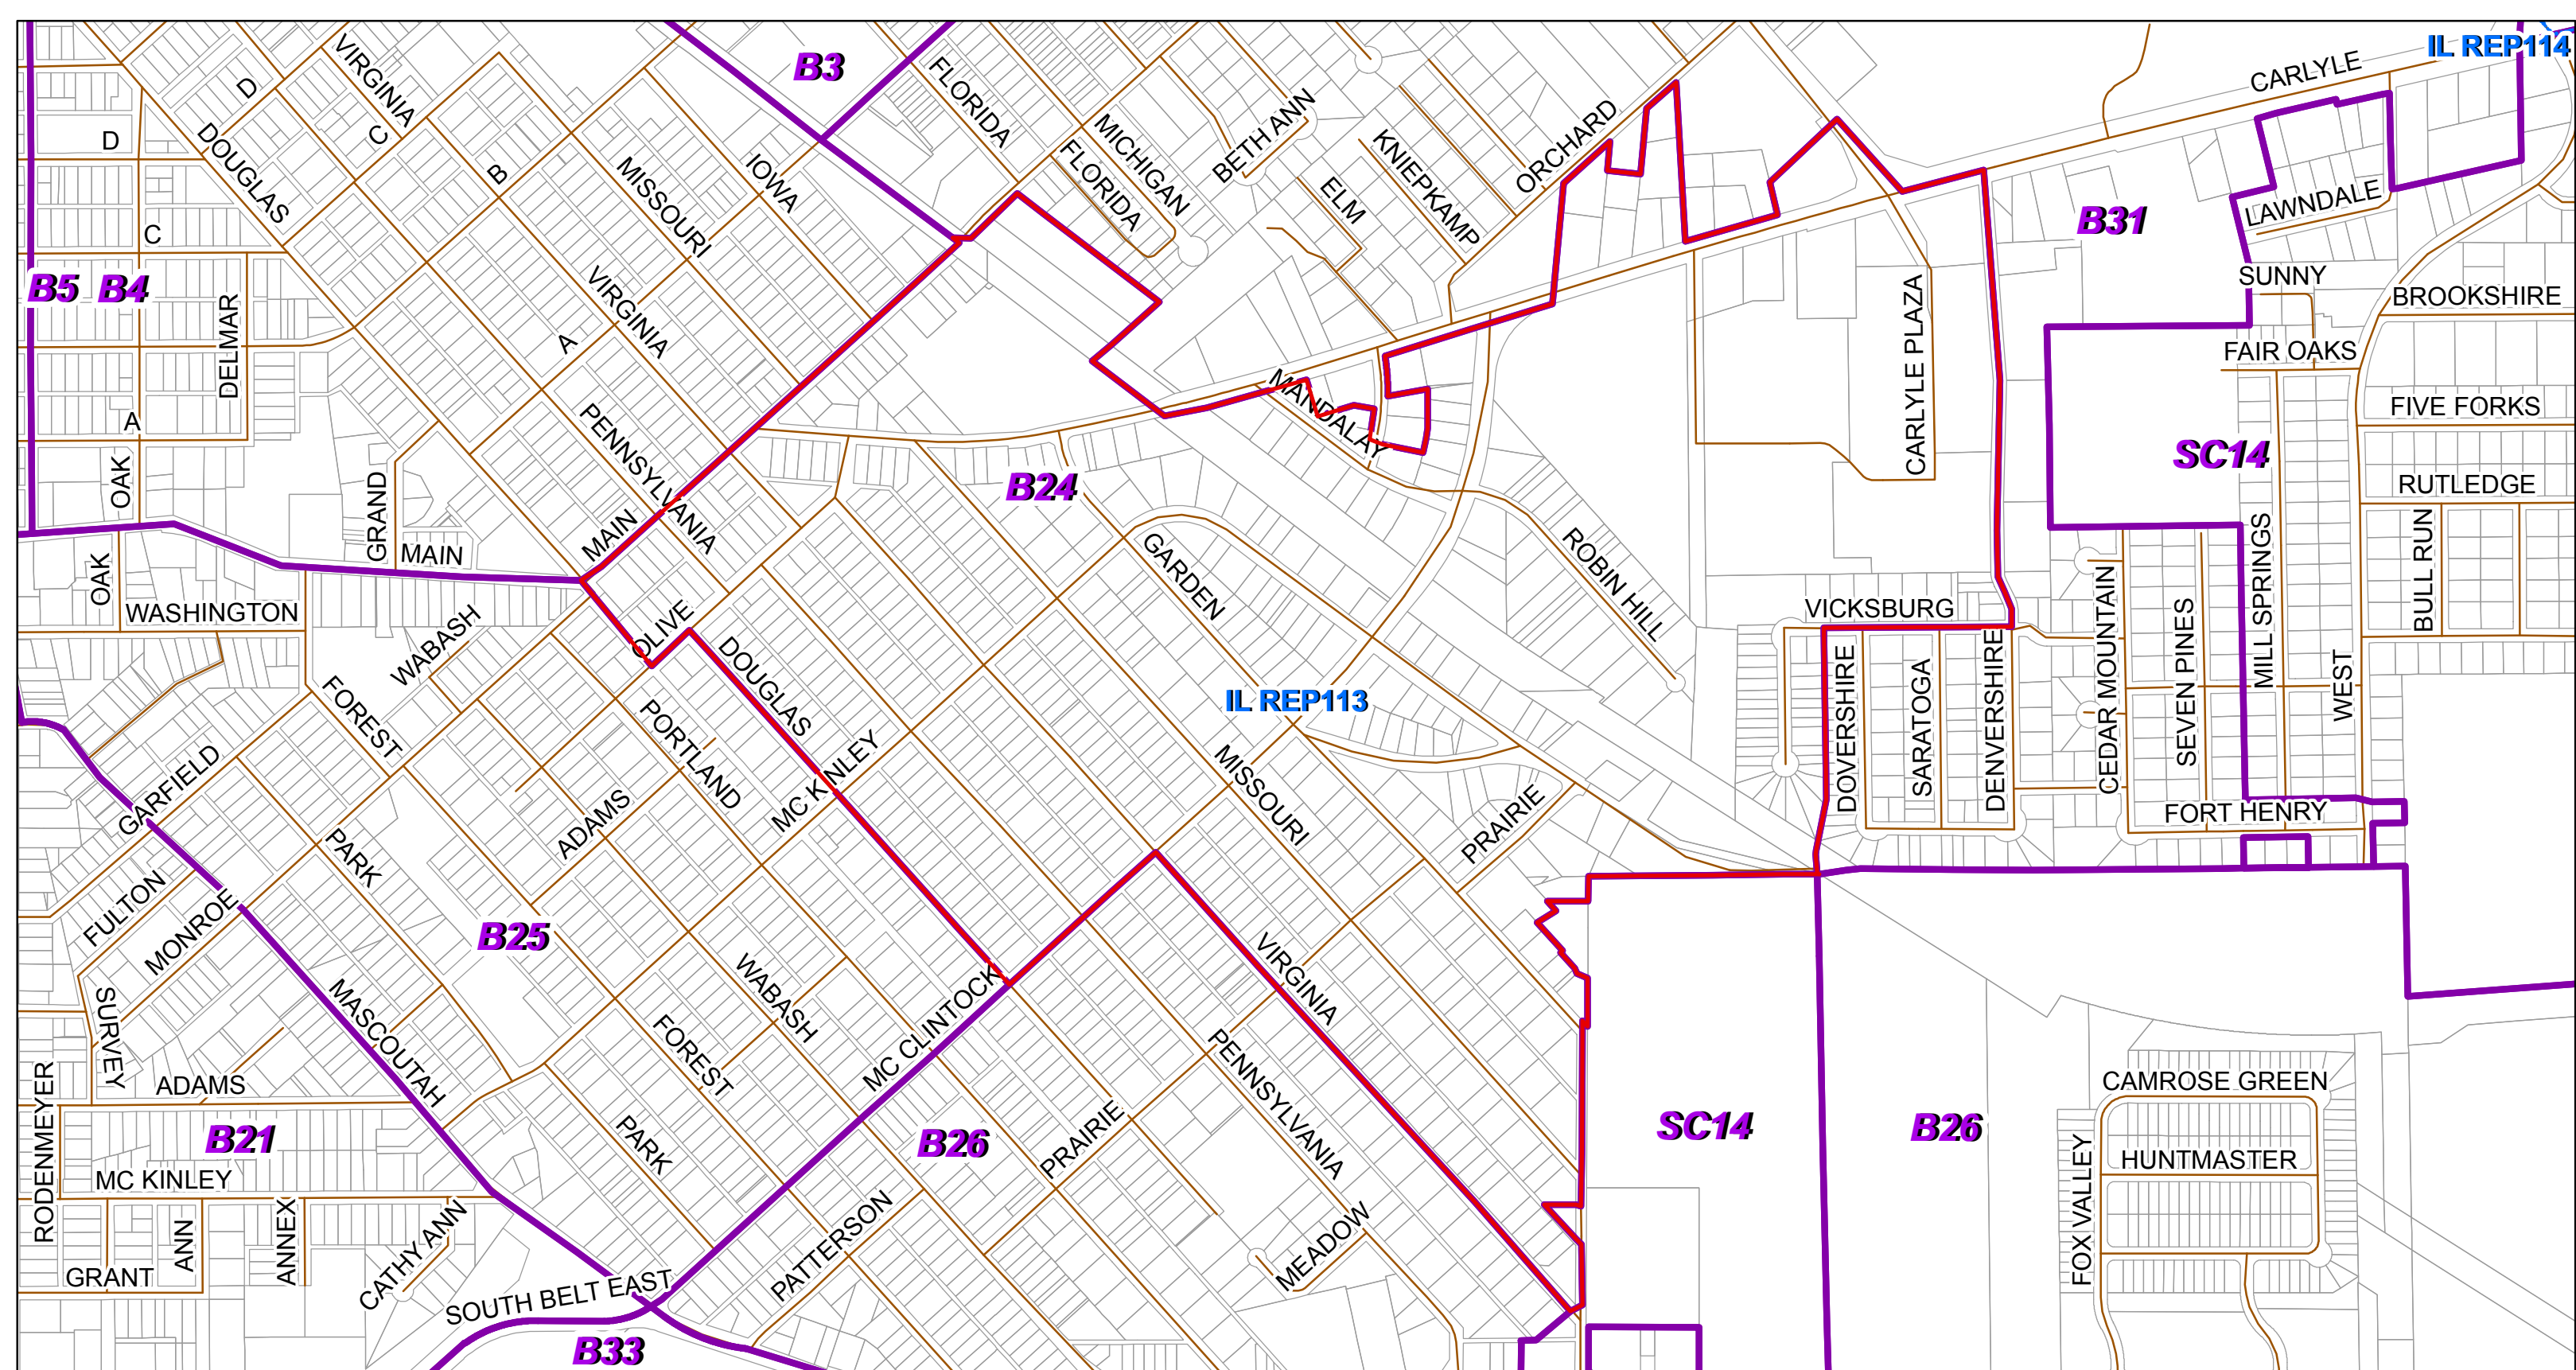 IL REP114
CARLYLE
B3
VIRGINIA
FLORIDA
D
BETH ANN
ORCHARD
D
DOUGLAS
C
MICHIGAN
KNIEPKAMP
B
MISSOURI
IOWA
FLORIDA
ELM
B31
LAWNDALE
C
B5
B4
VIRGINIA
SUNNY
BROOKSHIRE
DELMAR
A
CARLYLE PLAZA
FAIR OAKS
MANDALAY
FIVE FORKS
A
PENNSYLVANIA
SC14
OAK
GRAND
B24
RUTLEDGE
MAIN
MAIN
OAK
GARDEN
ROBIN HILL
BULL RUN
MILL SPRINGS
WASHINGTON
WABASH
OLIVE
VICKSBURG
CEDAR MOUNTAIN
SEVEN PINES
DOVERSHIRE
SARATOGA
DENVERSHIRE
WEST
FOREST
DOUGLAS
PORTLAND
IL REP113
GARFIELD
MC KINLEY
MISSOURI
ADAMS
PRAIRIE
FORT HENRY
PARK
FULTON
MONROE
B25
VIRGINIA
WABASH
MC CLINTOCK
SURVEY
MASCOUTAH
FOREST
PENNSYLVANIA
RODENMEYER
ADAMS
CAMROSE GREEN
B21
PARK
B26
PRAIRIE
SC14
B26
MC KINLEY
HUNTMASTER
FOX VALLEY
ANN
ANNEX
CATHY ANN
PATTERSON
MEADOW
GRANT
SOUTH BELT EAST
B33